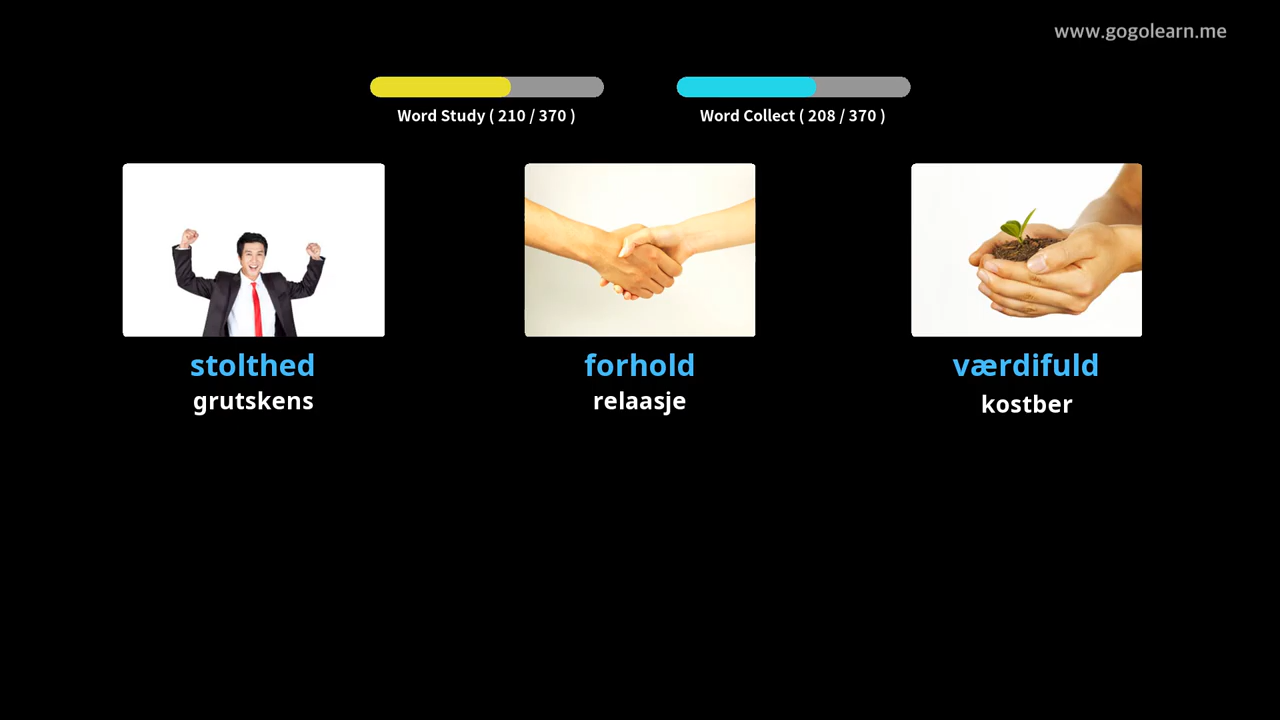 www.gogolearn.me
Word Study ( 210 / 370 )
Word Collect ( 208 / 370 )
stolthed
grutskens
forhold
relaasje
værdifuld
kostber